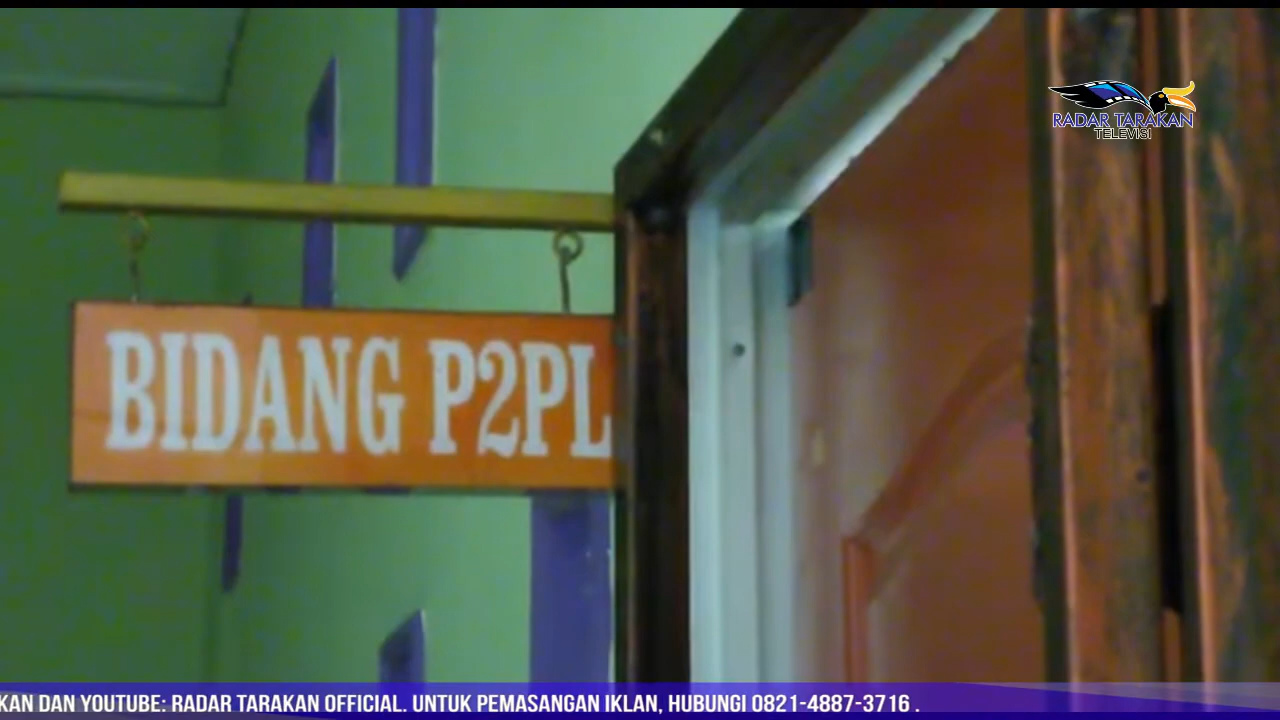 RADAR TARAKAN
TELEVISI
BIDANG P2PL
KAN DAN YOUTUBE: RADAR TARAKAN OFFICIAL. UNTUK PEMASANGAN IKLAN, HUBUNGI 0821-4887-3716 .